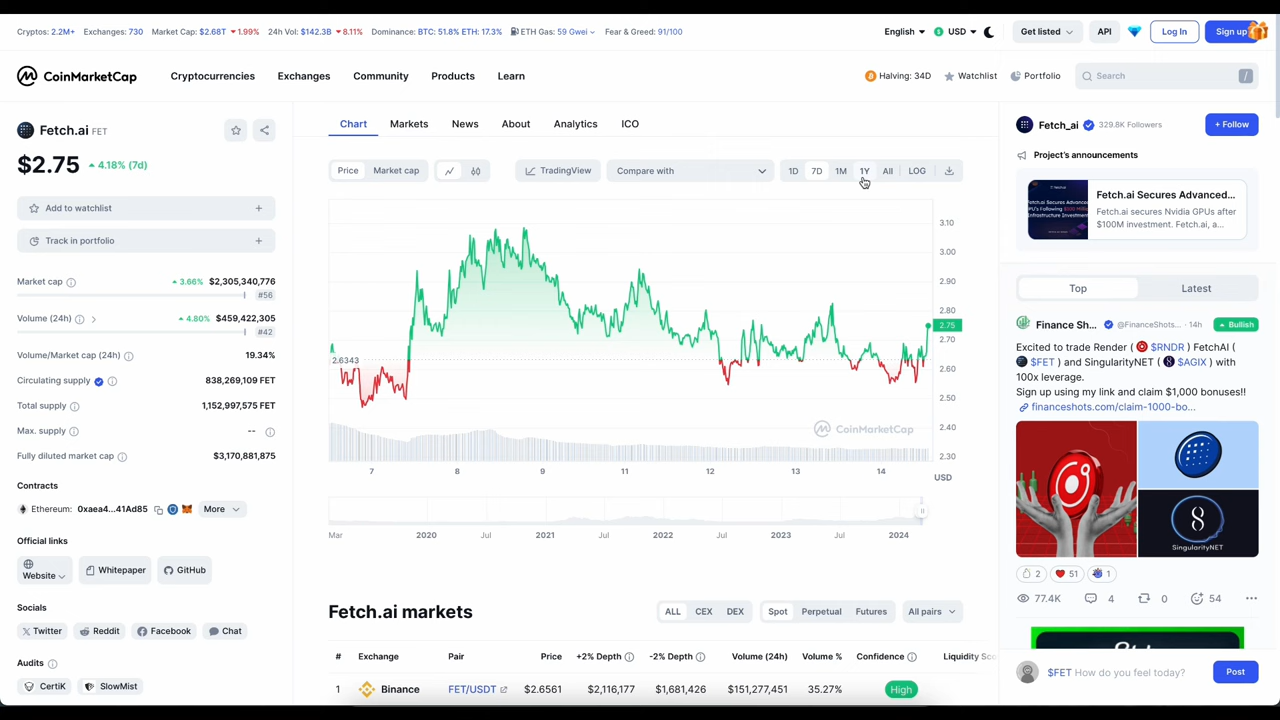 Cryptos: 2.2M+ Exchanges: 730 Market Cap: $2.68T 1.99% 24h Vol: $142.3B 8.11% Dominance: BTC: 51.8% ETH: 17.3% ETH Gas: 59 Gwei Fear & Greed: 91/100
English USD Get listed API Log In Sign up
CoinMarketCap Cryptocurrencies Exchanges Community Products Learn
Halving: 34D Watchlist Portfolio Search /
Fetch.ai FET
$2.75 4.18% (7d)
Add to watchlist +
Track in portfolio +
Market cap 3.66% $2,305,340,776
#56
Volume (24h) 4.80% $459,422,305
#42
Volume/Market cap (24h) 19.34%
Circulating supply 838,269,109 FET
Total supply 1,152,997,575 FET
Max. supply --
Fully diluted market cap $3,170,881,875
Contracts
Ethereum: 0xaea4...41Ad85 More
Official links
Website Whitepaper GitHub
Socials
Twitter Reddit Facebook Chat
Audits
CertiK SlowMist
Chart Markets News About Analytics ICO
Price Market cap TradingView Compare with 1D 7D 1M 1Y All LOG
3.10
3.00
2.90
2.80
2.75
2.70
2.6343
2.60
2.50
2.40
2.30
CoinMarketCap
7 8 9 11 12 13 14
USD
Mar 2020 Jul 2021 Jul 2022 Jul 2023 Jul 2024
Fetch.ai markets
ALL CEX DEX Spot Perpetual Futures All pairs
# Exchange Pair Price +2% Depth -2% Depth Volume (24h) Volume % Confidence Liquidity Sco
1 Binance FET/USDT $2.6561 $2,116,177 $1,681,426 $151,277,451 35.27% High
Fetch_ai 329.8K Followers + Follow
Project's announcements
Fetch.ai Secures Advanced...
Fetch.ai secures Nvidia GPUs after
$100M investment. Fetch.ai, a...
Top Latest
Finance Sh... @FinanceShots... · 14h Bullish
Excited to trade Render ( $RNDR ) FetchAI (
$FET ) and SingularityNET ( $AGIX ) with
100x leverage.
Sign up using my link and claim $1,000 bonuses!!
financeshots.com/claim-1000-bo...
SingularityNET
2 51 1
77.4K 4 0 54
$FET How do you feel today? Post